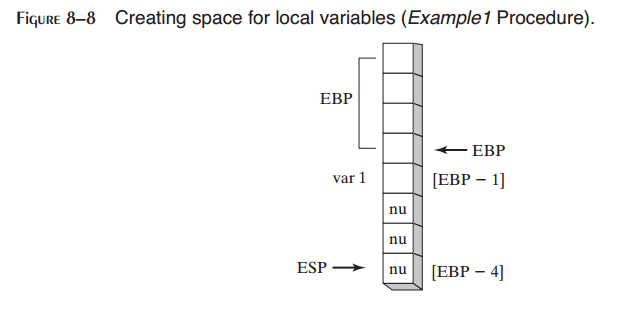 FIGURE 8–8 Creating space for local variables (Example1 Procedure).
EBP
EBP
var 1
[EBP – 1]
nu
nu
ESP
nu
[EBP – 4]